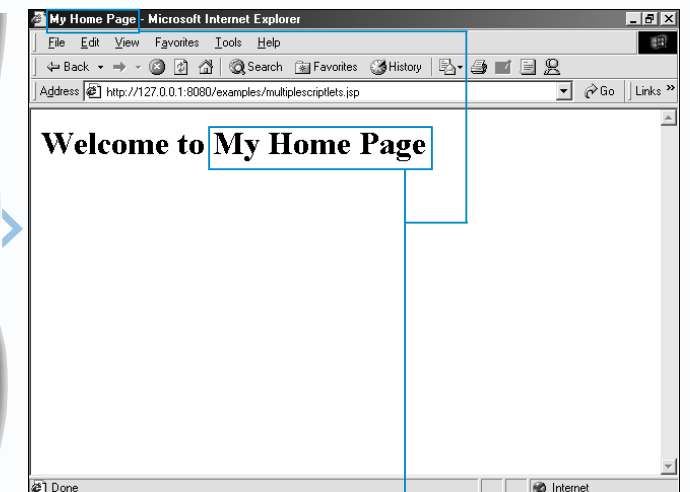 My Home Page - Microsoft Internet Explorer
File Edit View Favorites Tools Help
Back Search Favorites History
Address http://127.0.0.1:8080/examples/multiplescriptlets.jsp Go Links »
Welcome to My Home Page
Done Internet